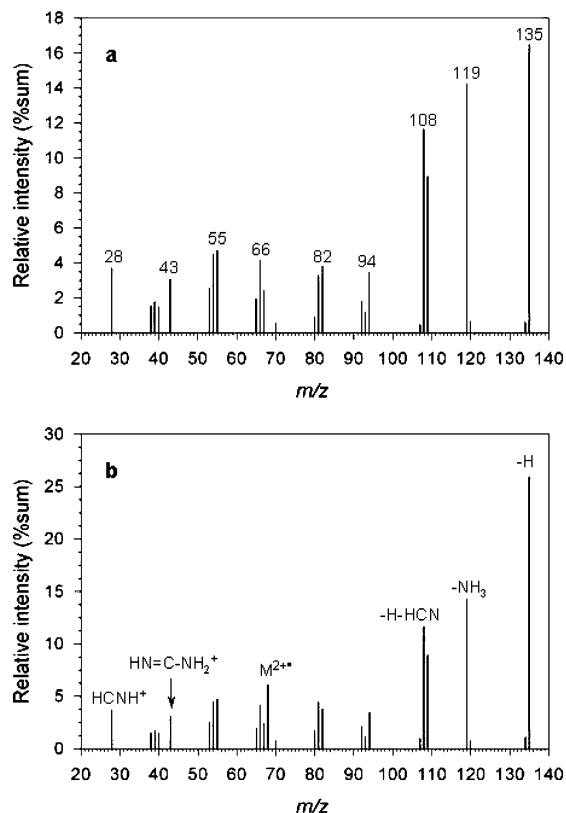 18
16
14
12
10
8
6
4
2
0
Relative intensity (%sum)
a
28
43
55
66
82
94
108
119
135
20 30 40 50 60 70 80 90 100 110 120 130 140
m/z
30
25
20
15
10
5
0
Relative intensity (%sum)
b
-H
-NH₃
-H-HCN
HN=C-NH₂⁺
M²⁺•
HCNH⁺
20 30 40 50 60 70 80 90 100 110 120 130 140
m/z